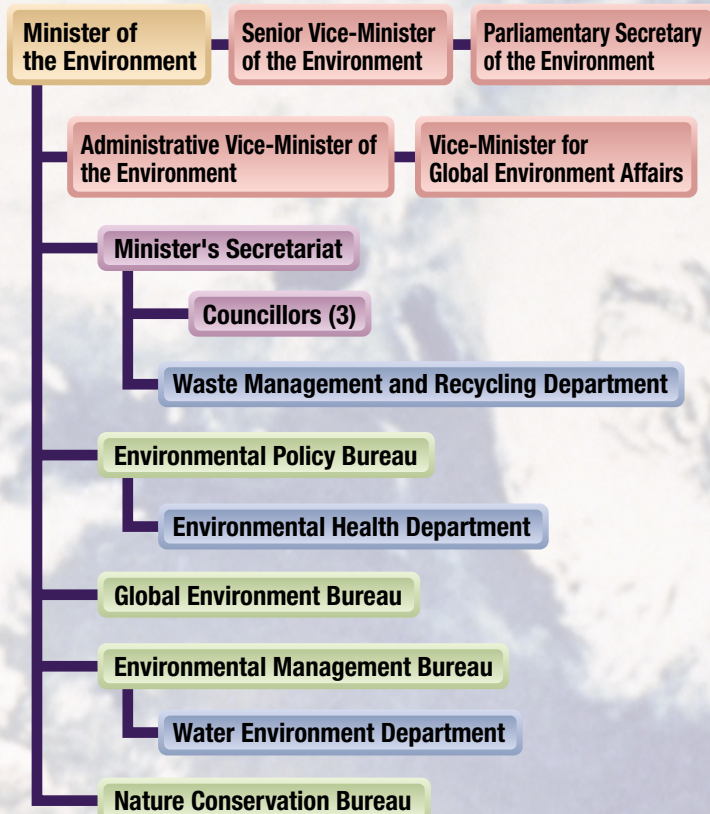 Minister of
the Environment
Senior Vice-Minister
of the Environment
Parliamentary Secretary
of the Environment
Administrative Vice-Minister of
the Environment
Vice-Minister for
Global Environment Affairs
Minister's Secretariat
Councillors (3)
Waste Management and Recycling Department
Environmental Policy Bureau
Environmental Health Department
Global Environment Bureau
Environmental Management Bureau
Water Environment Department
Nature Conservation Bureau